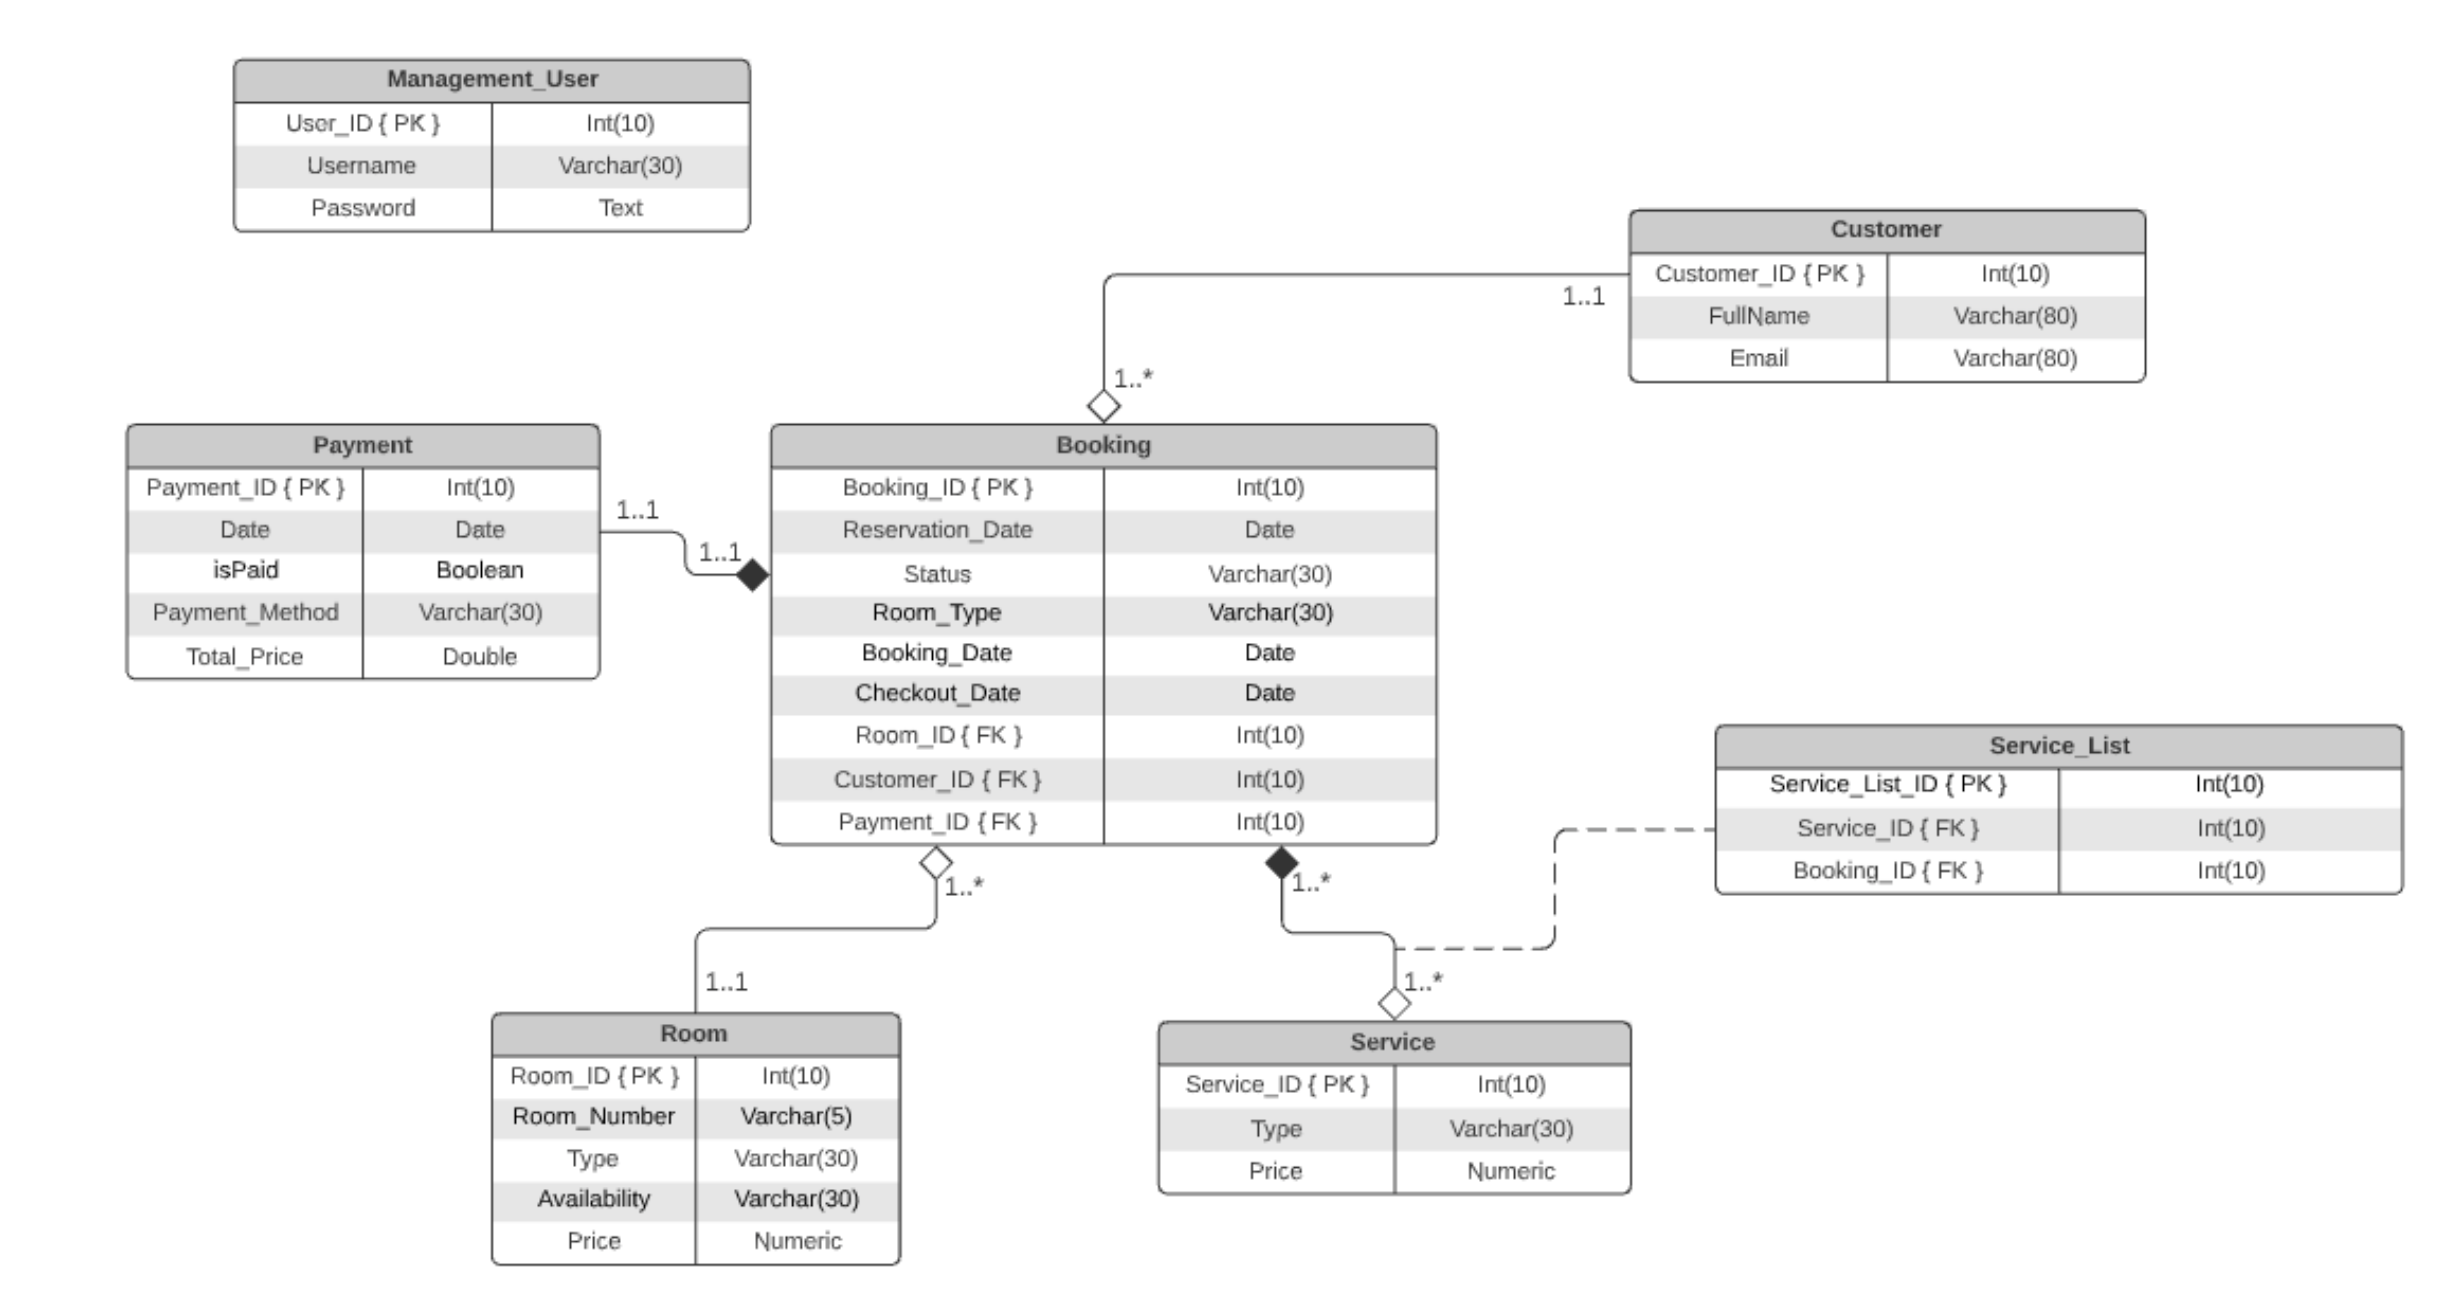 Management_User
User_ID { PK } Int(10)
Username Varchar(30)
Password Text
Customer
Customer_ID { PK } Int(10)
FullName Varchar(80)
Email Varchar(80)
1..1
1..*
Payment
Payment_ID { PK } Int(10)
Date Date
isPaid Boolean
Payment_Method Varchar(30)
Total_Price Double
1..1
1..1
Booking
Booking_ID { PK } Int(10)
Reservation_Date Date
Status Varchar(30)
Room_Type Varchar(30)
Booking_Date Date
Checkout_Date Date
Room_ID { FK } Int(10)
Customer_ID { FK } Int(10)
Payment_ID { FK } Int(10)
Service_List
Service_List_ID { PK } Int(10)
Service_ID { FK } Int(10)
Booking_ID { FK } Int(10)
1..*
1..*
1..1
1..*
Room
Room_ID { PK } Int(10)
Room_Number Varchar(5)
Type Varchar(30)
Availability Varchar(30)
Price Numeric
Service
Service_ID { PK } Int(10)
Type Varchar(30)
Price Numeric